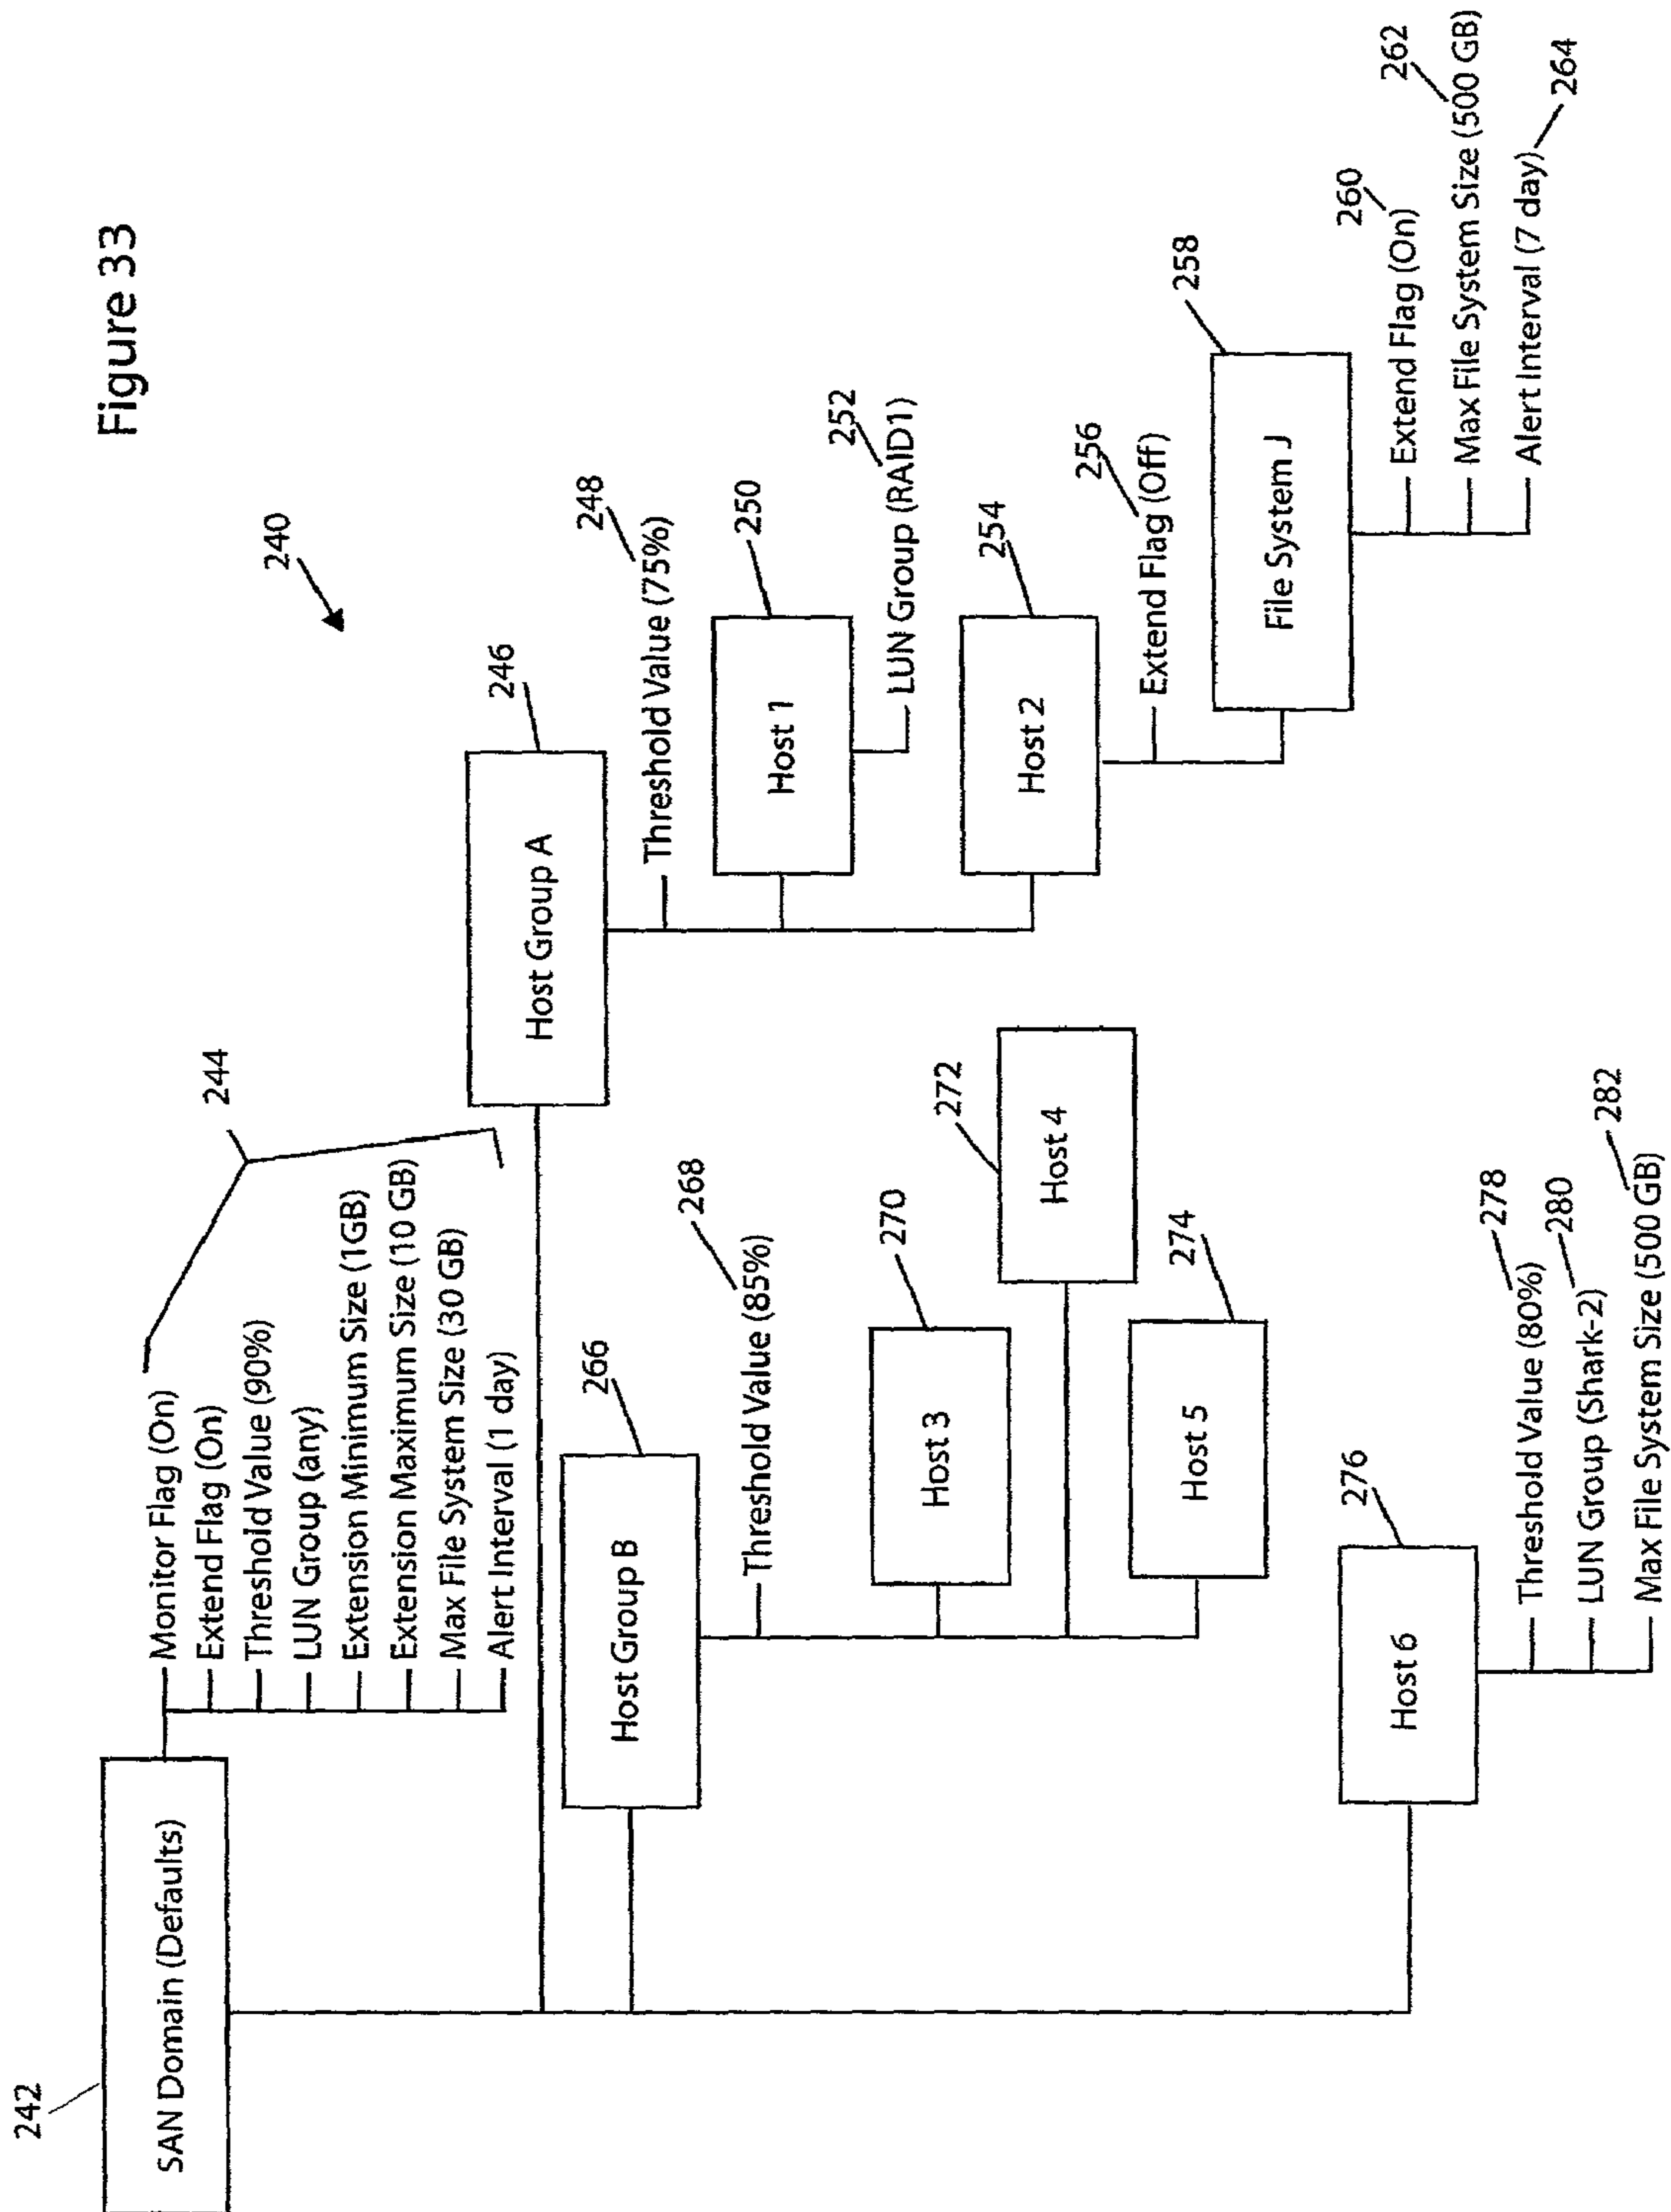 Figure 33
240
242
SAN Domain (Defaults)
244
Monitor Flag (On)
Extend Flag (On)
Threshold Value (90%)
LUN Group (any)
Extension Minimum Size (1GB)
Extension Maximum Size (10 GB)
Max File System Size (30 GB)
Alert Interval (1 day)
246
Host Group A
248
Threshold Value (75%)
250
Host 1
252
LUN Group (RAID1)
254
Host 2
256
Extend Flag (Off)
258
File System J
260
Extend Flag (On)
262
Max File System Size (500 GB)
Alert Interval (7 day)
264
266
Host Group B
268
Threshold Value (85%)
270
Host 3
272
Host 4
274
Host 5
276
Host 6
278
Threshold Value (80%)
280
LUN Group (Shark-2)
282
Max File System Size (500 GB)